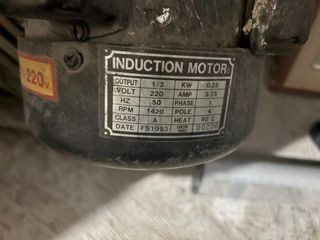 INDUCTION MOTOR
OUTPUT 1/3 KW 0.25
VOLT 220 AMP 3.75
HZ 50 PHASE 1
RPM 1420 POLE 4
CLASS A HEAT 60°C
DATE FS1993 00200
220V